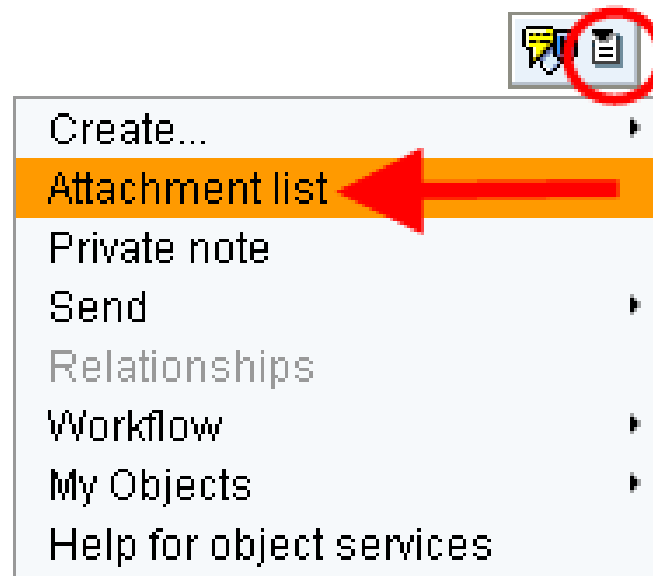 Create...
Attachment list
Private note
Send
Relationships
Workflow
My Objects
Help for object services